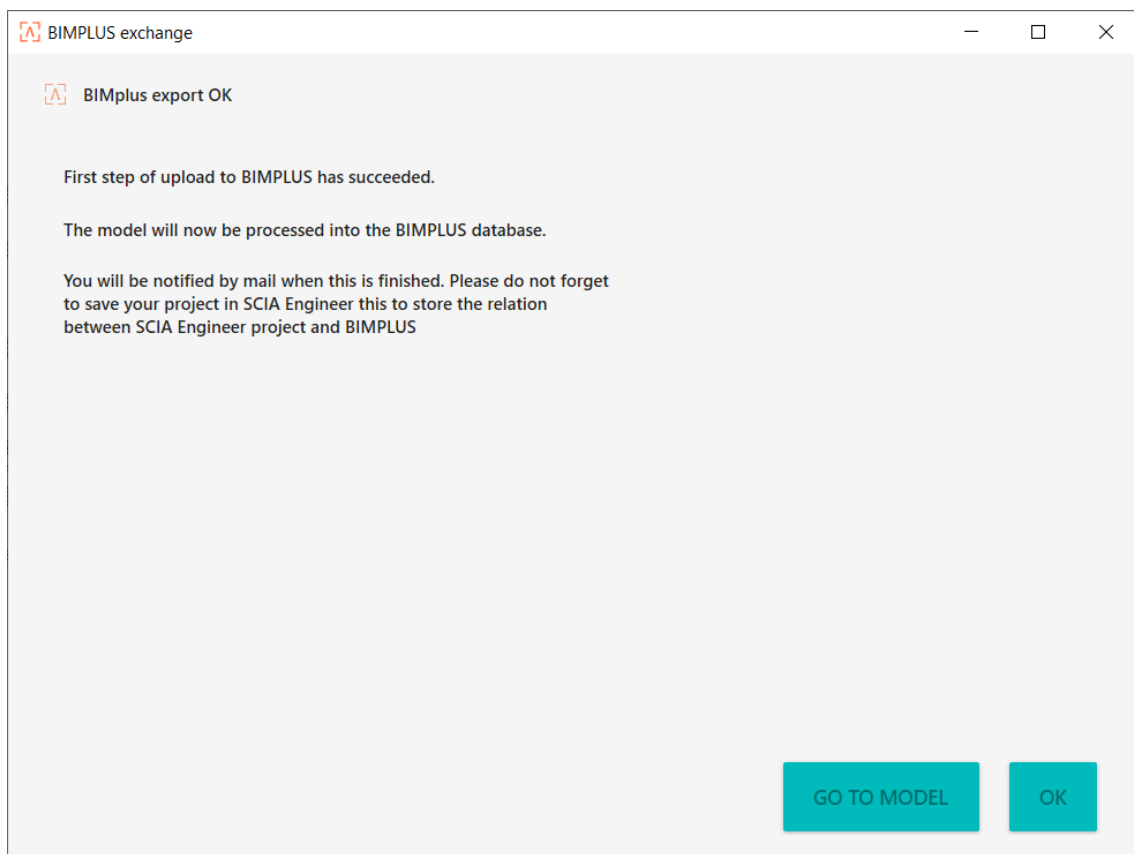 BIMPLUS exchange
BIMplus export OK
First step of upload to BIMPLUS has succeeded.
The model will now be processed into the BIMPLUS database.
You will be notified by mail when this is finished. Please do not forget
to save your project in SCIA Engineer this to store the relation
between SCIA Engineer project and BIMPLUS
GO TO MODEL
OK